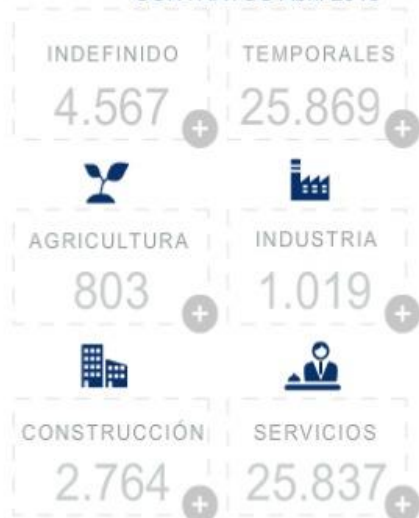 INDEFINIDO
4.567
TEMPORALES
25.869
AGRICULTURA
803
INDUSTRIA
1.019
CONSTRUCCIÓN
2.764
SERVICIOS
25.837